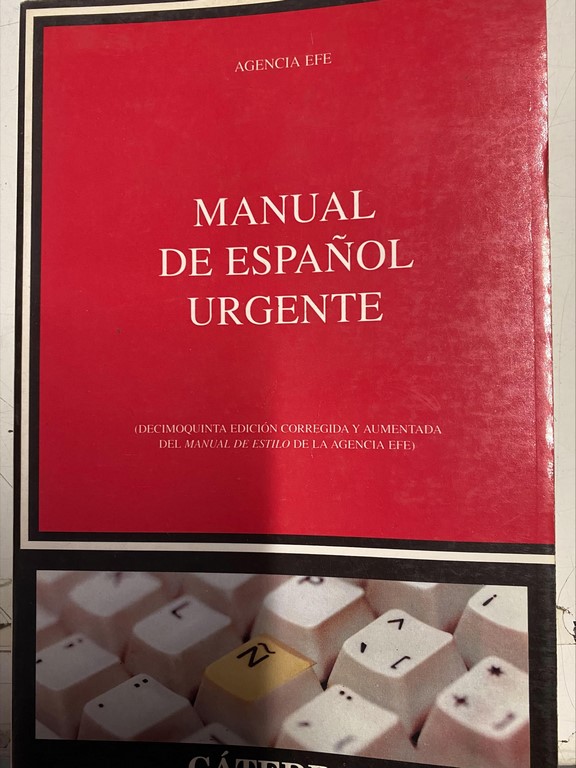 AGENCIA EFE
MANUAL
DE ESPAÑOL
URGENTE
(DECIMOQUINTA EDICIÓN CORREGIDA Y AUMENTADA
DEL MANUAL DE ESTILO DE LA AGENCIA EFE)
L
Ñ